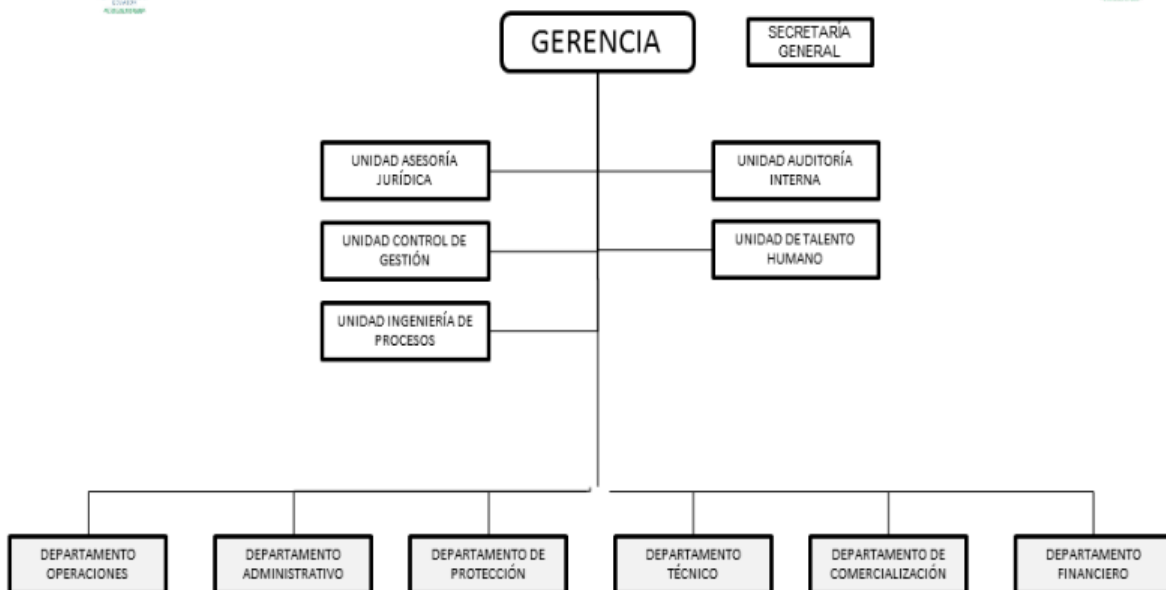 GERENCIA
SECRETARÍA
GENERAL
UNIDAD ASESORÍA
JURÍDICA
UNIDAD AUDITORÍA
INTERNA
UNIDAD CONTROL DE
GESTIÓN
UNIDAD DE TALENTO
HUMANO
UNIDAD INGENIERÍA DE
PROCESOS
DEPARTAMENTO
OPERACIONES
DEPARTAMENTO
ADMINISTRATIVO
DEPARTAMENTO DE
PROTECCIÓN
DEPARTAMENTO
TÉCNICO
DEPARTAMENTO DE
COMERCIALIZACIÓN
DEPARTAMENTO
FINANCIERO